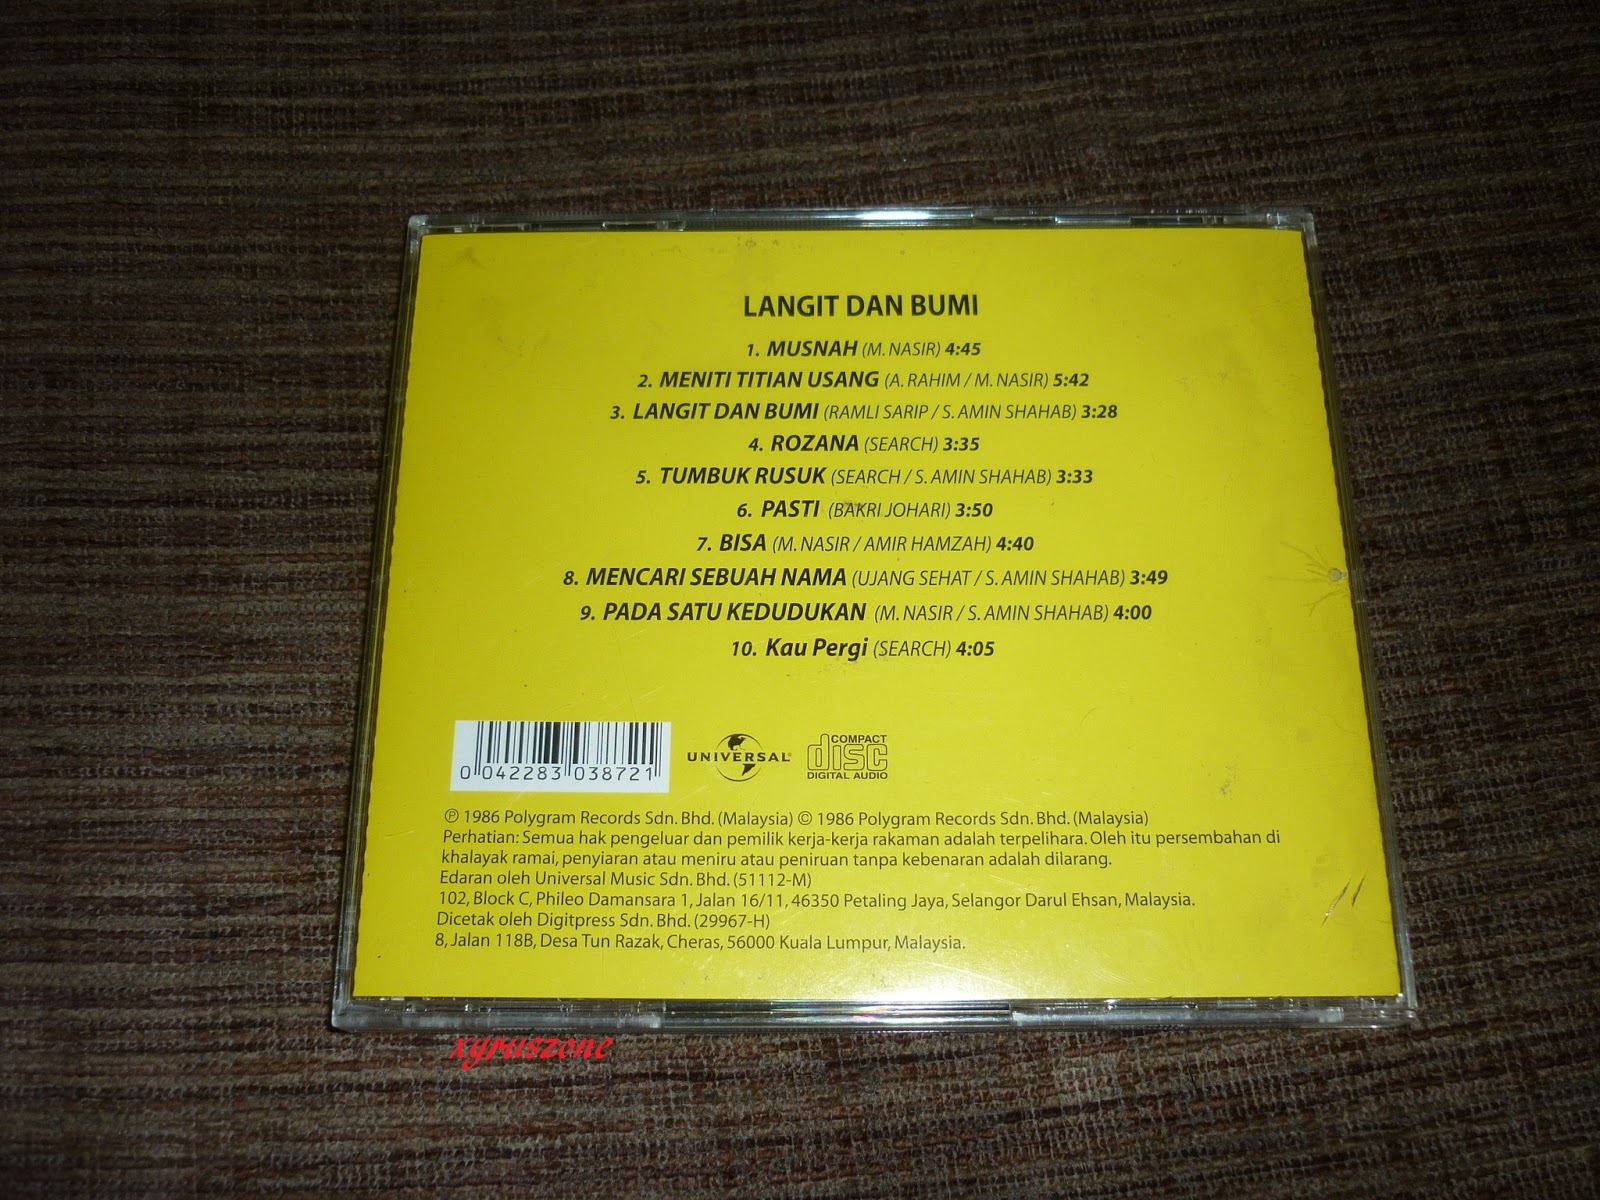 LANGIT DAN BUMI
1. MUSNAH (M. NASIR) 4:45
2. MENITI TITIAN USANG (A. RAHIM / M. NASIR) 5:42
3. LANGIT DAN BUMI (RAMLI SARIP / S. AMIN SHAHAB) 3:28
4. ROZANA (SEARCH) 3:35
5. TUMBUK RUSUK (SEARCH / S. AMIN SHAHAB) 3:33
6. PASTI (BAKRI JOHARI) 3:50
7. BISA (M. NASIR / AMIR HAMZAH) 4:40
8. MENCARI SEBUAH NAMA (UJANG SEHAT / S. AMIN SHAHAB) 3:49
9. PADA SATU KEDUDUKAN (M. NASIR / S. AMIN SHAHAB) 4:00
10. Kau Pergi (SEARCH) 4:05
0 042283 038721
UNIVERSAL
COMPACT
disc
DIGITAL AUDIO
℗ 1986 Polygram Records Sdn. Bhd. (Malaysia) © 1986 Polygram Records Sdn. Bhd. (Malaysia)
Perhatian: Semua hak pengeluar dan pemilik kerja-kerja rakaman adalah terpelihara. Oleh itu persembahan di
khalayak ramai, penyiaran atau meniru atau peniruan tanpa kebenaran adalah dilarang.
Edaran oleh Universal Music Sdn. Bhd. (51112-M)
102, Block C, Phileo Damansara 1, Jalan 16/11, 46350 Petaling Jaya, Selangor Darul Ehsan, Malaysia.
Dicetak oleh Digitpress Sdn. Bhd. (29967-H)
8, Jalan 118B, Desa Tun Razak, Cheras, 56000 Kuala Lumpur, Malaysia.
xyruszone